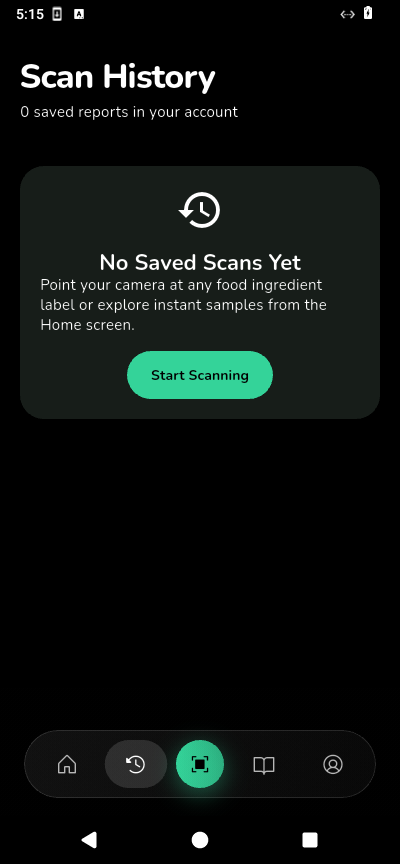 5:15
Scan History
0 saved reports in your account
No Saved Scans Yet
Point your camera at any food ingredient
label or explore instant samples from the
Home screen.
Start Scanning